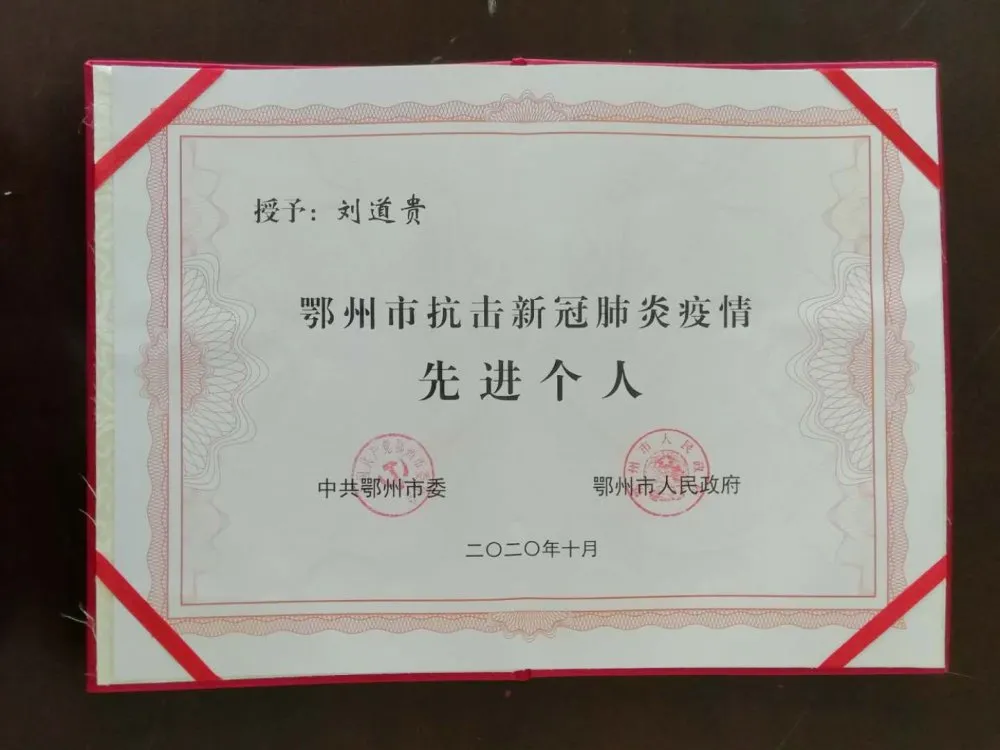 授予：刘道贵
鄂州市抗击新冠肺炎疫情
先进个人
中共鄂州市委
鄂州市人民政府
二〇二〇年十月